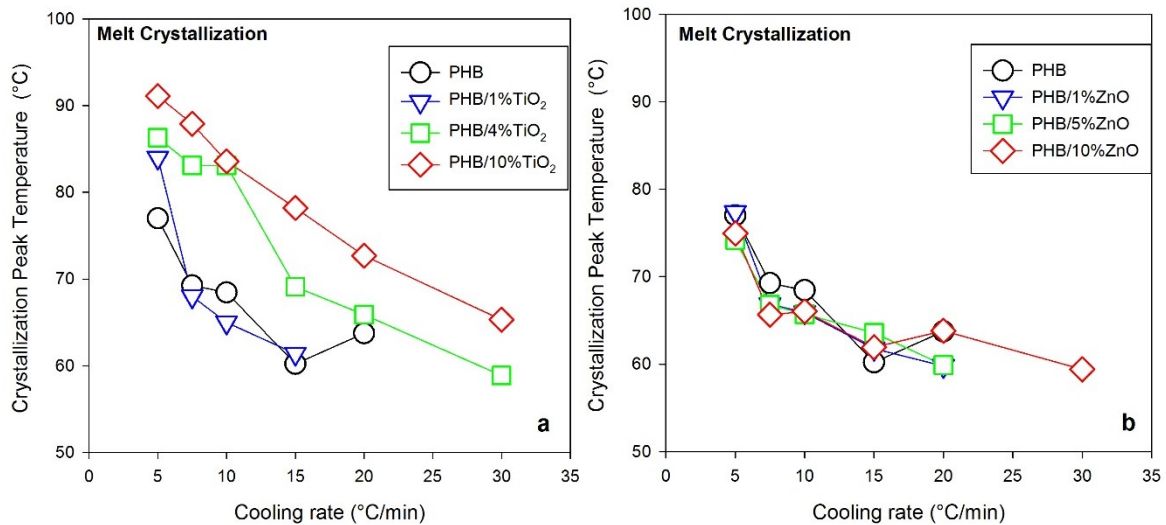 Melt Crystallization
PHB
PHB/1%TiO₂
PHB/4%TiO₂
PHB/10%TiO₂
Crystallization Peak Temperature (°C)
100
90
80
70
60
50
0 5 10 15 20 25 30 35
Cooling rate (°C/min)
a
Melt Crystallization
PHB
PHB/1%ZnO
PHB/5%ZnO
PHB/10%ZnO
Crystallization Peak Temperature (°C)
100
90
80
70
60
50
0 5 10 15 20 25 30 35
Cooling rate (°C/min)
b